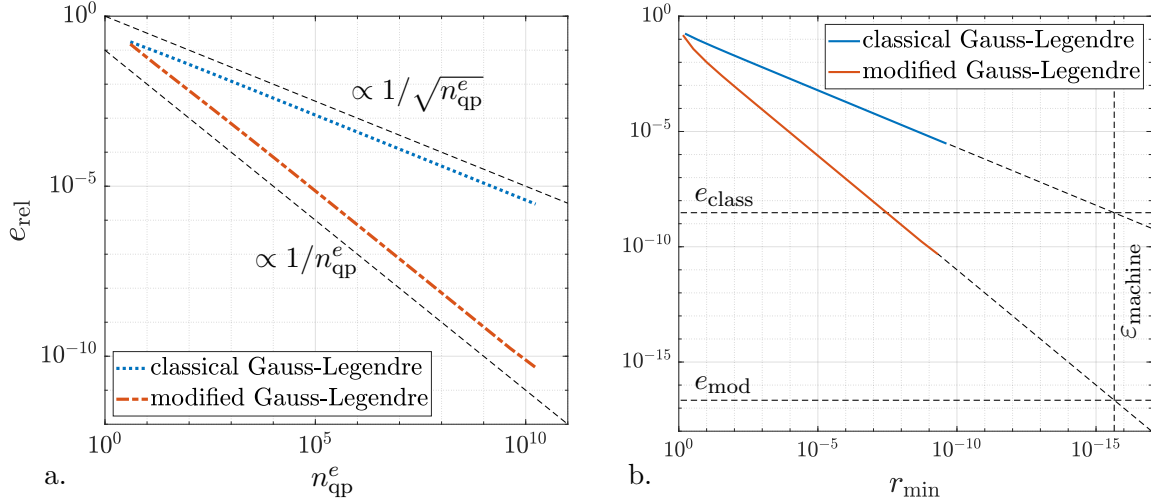 10^0
10^-5
10^-10
e_rel
∝ 1/√n^e_qp
∝ 1/n^e_qp
classical Gauss-Legendre
modified Gauss-Legendre
10^0 10^5 10^10
a. n^e_qp
10^0
10^-5
10^-10
10^-15
classical Gauss-Legendre
modified Gauss-Legendre
e_class
e_mod
ε_machine
10^0 10^-5 10^-10 10^-15
b. r_min